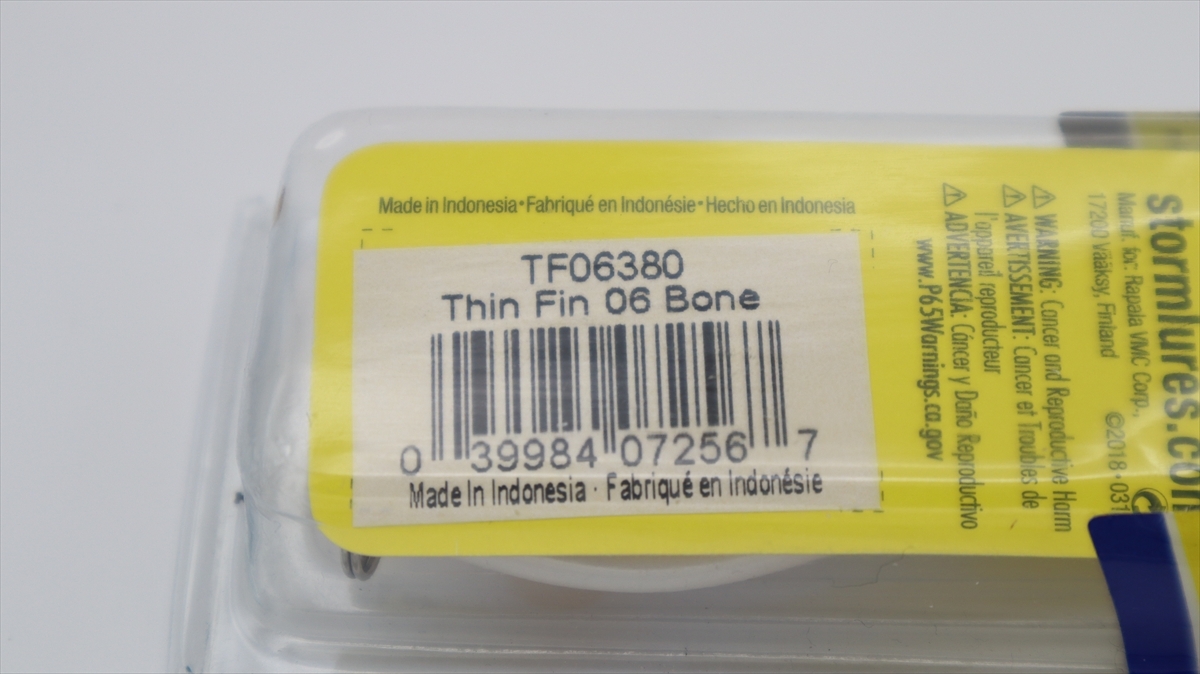 Made in Indonesia • Fabriqué en Indonésie • Hecho en Indonesia
TF06380
Thin Fin 06 Bone
0 39984 07256 7
Made In Indonesia · Fabriqué en Indonésie
stormlures.com
Manuf. for: Rapala VMC Corp.,
17200 Vääksy, Finland
©2018•031
⚠ WARNING: Cancer and Reproductive Harm
⚠ AVERTISSEMENT: Cancer et Troubles de
l'appareil reproducteur
⚠ ADVERTENCIA: Cáncer y Daño Reproductivo
www.P65Warnings.ca.gov